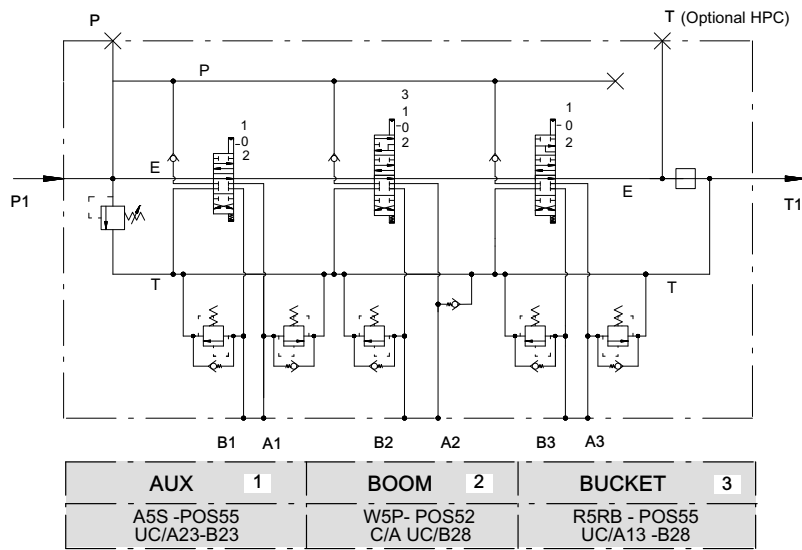 P
T (Optional HPC)
P
3
1
0
2
1
0
2
1
0
2
E
E
P1
T1
T
T
B1 A1 B2 A2 B3 A3
AUX 1 BOOM 2 BUCKET 3
A5S -POS55 W5P- POS52 R5RB - POS55
UC/A23-B23 C/A UC/B28 UC/A13 -B28